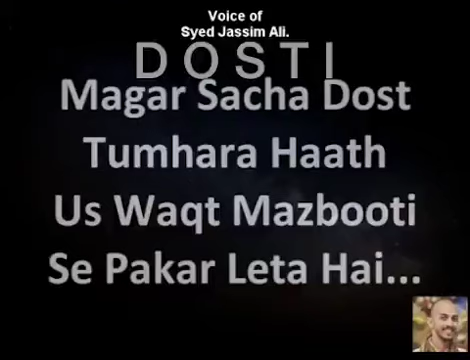 Voice of
Syed Jassim Ali.
DOSTI
Magar Sacha Dost
Tumhara Haath
Us Waqt Mazbooti
Se Pakar Leta Hai...